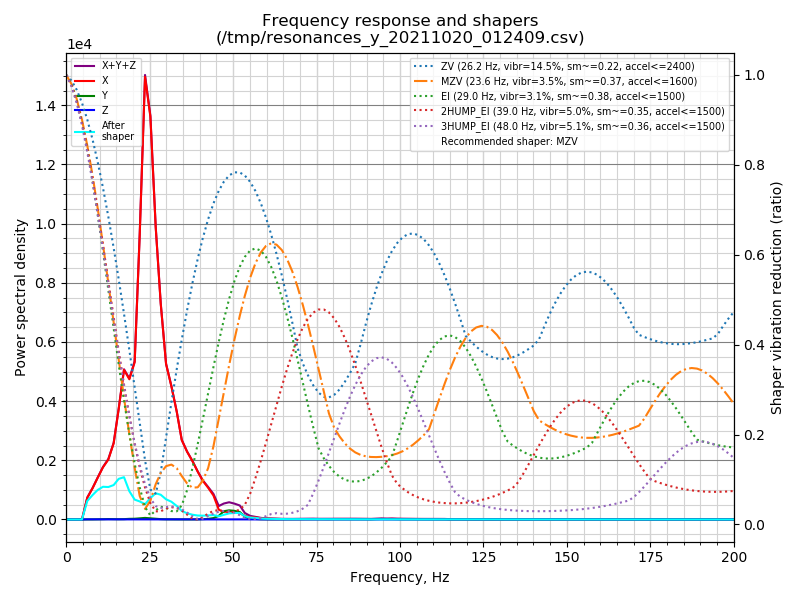 Frequency response and shapers
(/tmp/resonances_y_20211020_012409.csv)
1e4
X+Y+Z
X
Y
Z
After
shaper
ZV (26.2 Hz, vibr=14.5%, sm~=0.22, accel<=2400)
MZV (23.6 Hz, vibr=3.5%, sm~=0.37, accel<=1600)
EI (29.0 Hz, vibr=3.1%, sm~=0.38, accel<=1500)
2HUMP_EI (39.0 Hz, vibr=5.0%, sm~=0.35, accel<=1500)
3HUMP_EI (48.0 Hz, vibr=5.1%, sm~=0.36, accel<=1500)
Recommended shaper: MZV
Power spectral density
1.4
1.2
1.0
0.8
0.6
0.4
0.2
0.0
1.0
0.8
0.6
0.4
0.2
0.0
Shaper vibration reduction (ratio)
0 25 50 75 100 125 150 175 200
Frequency, Hz